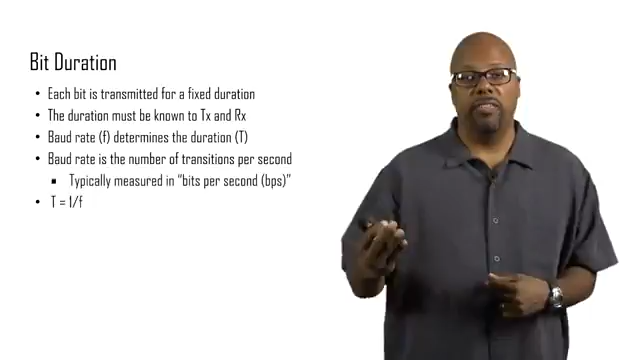 Bit Duration
• Each bit is transmitted for a fixed duration
• The duration must be known to Tx and Rx
• Baud rate (f) determines the duration (T)
• Baud rate is the number of transitions per second
▪ Typically measured in "bits per second (bps)"
• T = 1/f